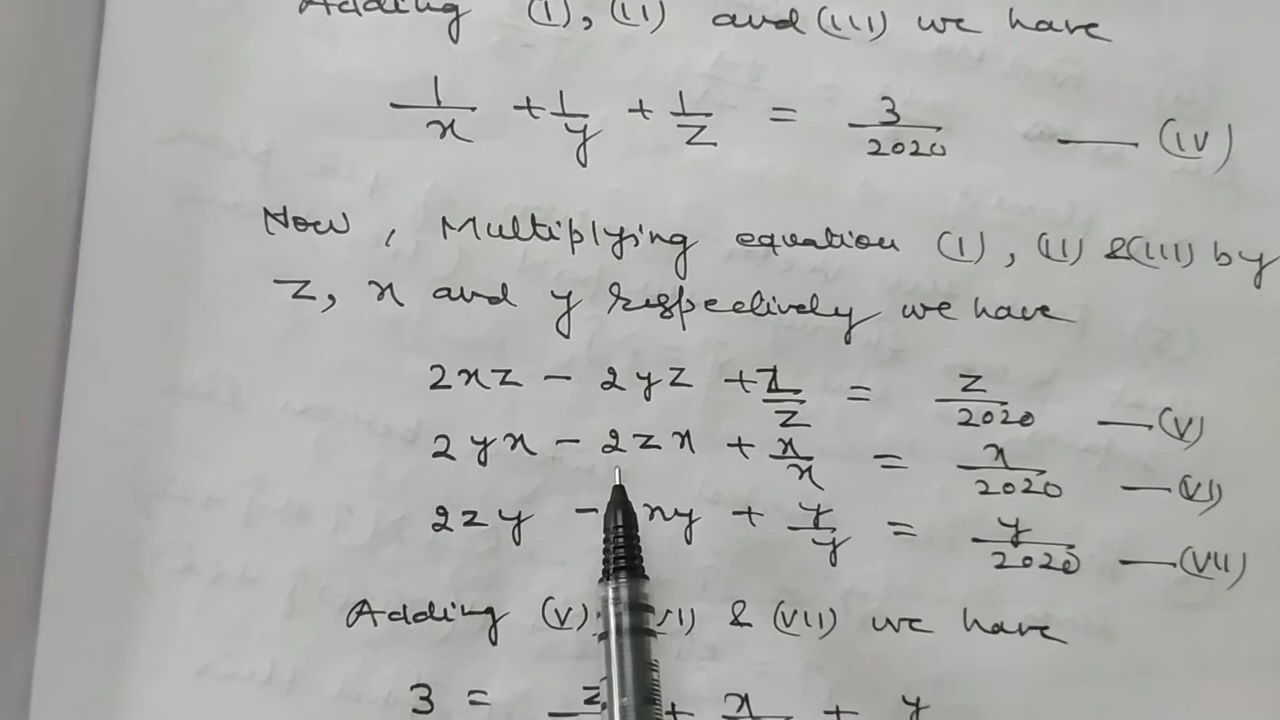 Adding (I), (II) and (III) we have
1/x + 1/y + 1/z = 3/2020 — (IV)
Now, Multiplying equation (I), (II) & (III) by
z, x and y respectively we have
2xz - 2yz + z/z = z/2020 — (V)
2yx - 2zx + x/x = x/2020 — (VI)
2zy - xy + y/y = y/2020 — (VII)
Adding (V), VI) & (VII) we have
3 = z + x + y